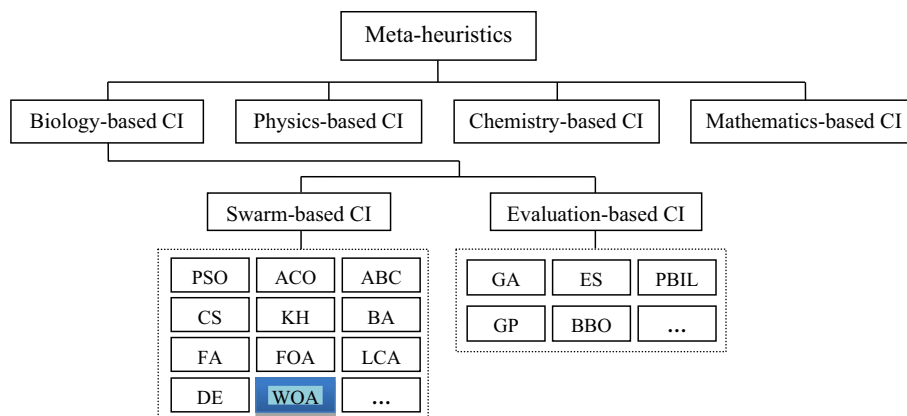 Meta-heuristics
Biology-based CI
Physics-based CI
Chemistry-based CI
Mathematics-based CI
Swarm-based CI
Evaluation-based CI
PSO
ACO
ABC
CS
KH
BA
FA
FOA
LCA
DE
WOA
...
GA
ES
PBIL
GP
BBO
...